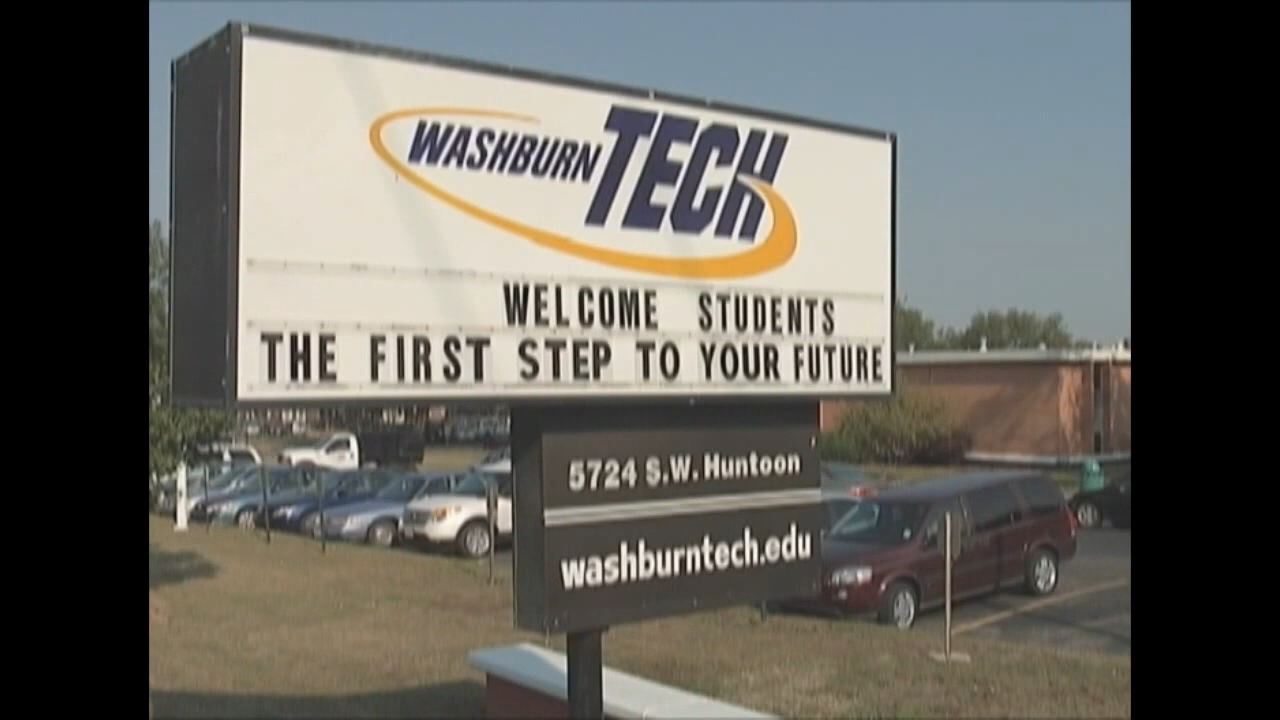 WASHBURN TECH
WELCOME STUDENTS
THE FIRST STEP TO YOUR FUTURE
5724 S.W. Huntoon
washburntech.edu